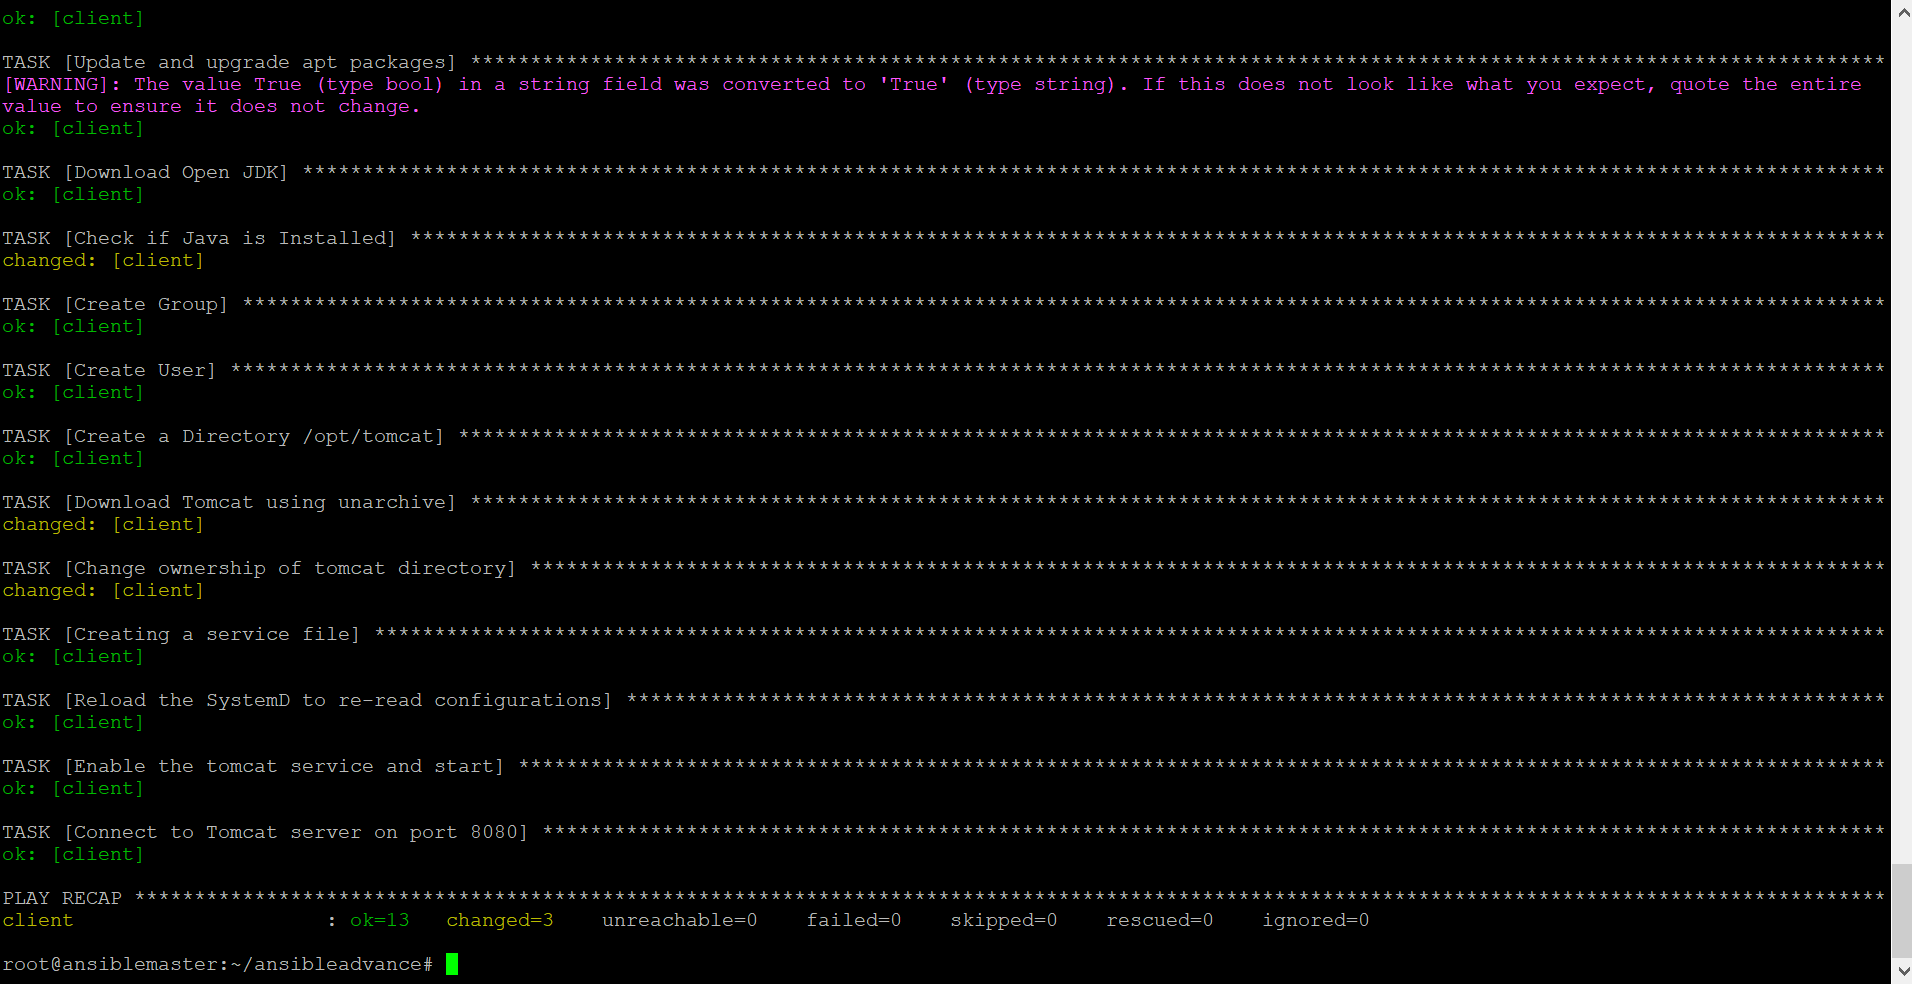 ok: [client]
TASK [Update and upgrade apt packages] **********************************************************************************************************************
[WARNING]: The value True (type bool) in a string field was converted to 'True' (type string). If this does not look like what you expect, quote the entire
value to ensure it does not change.
ok: [client]
TASK [Download Open JDK] ************************************************************************************************************************************
ok: [client]
TASK [Check if Java is Installed] ***************************************************************************************************************************
changed: [client]
TASK [Create Group] *****************************************************************************************************************************************
ok: [client]
TASK [Create User] ******************************************************************************************************************************************
ok: [client]
TASK [Create a Directory /opt/tomcat] ***********************************************************************************************************************
ok: [client]
TASK [Download Tomcat using unarchive] **********************************************************************************************************************
changed: [client]
TASK [Change ownership of tomcat directory] *****************************************************************************************************************
changed: [client]
TASK [Creating a service file] ******************************************************************************************************************************
ok: [client]
TASK [Reload the SystemD to re-read configurations] *********************************************************************************************************
ok: [client]
TASK [Enable the tomcat service and start] ******************************************************************************************************************
ok: [client]
TASK [Connect to Tomcat server on port 8080] ****************************************************************************************************************
ok: [client]
PLAY RECAP **************************************************************************************************************************************************
client                     : ok=13   changed=3    unreachable=0    failed=0    skipped=0    rescued=0    ignored=0
root@ansiblemaster:~/ansibleadvance#